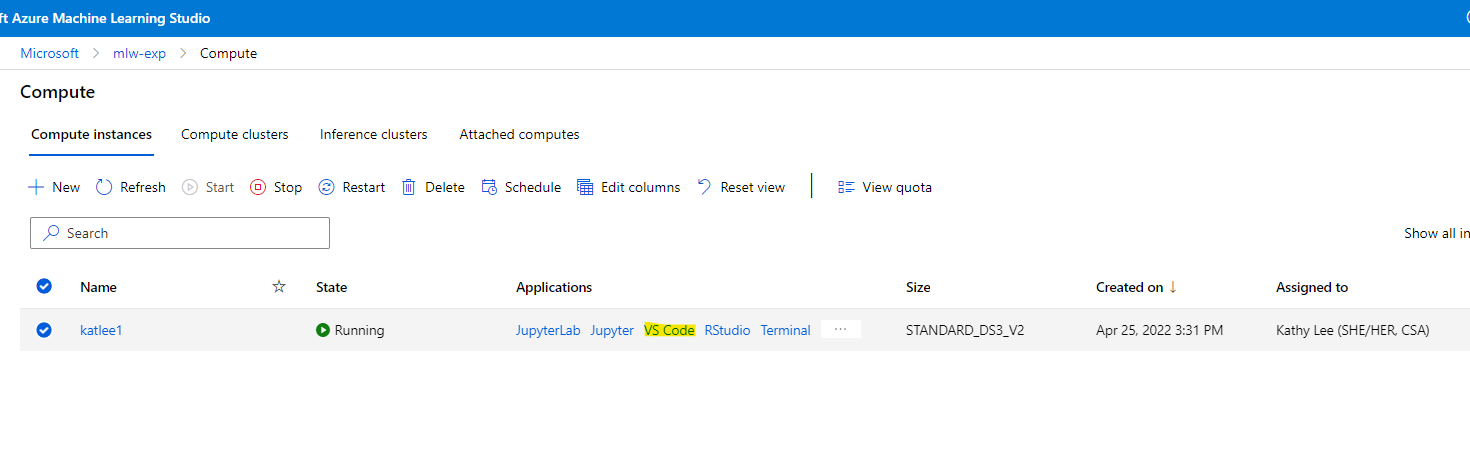 ft Azure Machine Learning Studio
Microsoft > mlw-exp > Compute
Compute
Compute instances Compute clusters Inference clusters Attached computes
New Refresh Start Stop Restart Delete Schedule Edit columns Reset view View quota
Search Show all in
Name State Applications Size Created on ↓ Assigned to
katlee1 Running JupyterLab Jupyter VS Code RStudio Terminal ... STANDARD_DS3_V2 Apr 25, 2022 3:31 PM Kathy Lee (SHE/HER, CSA)